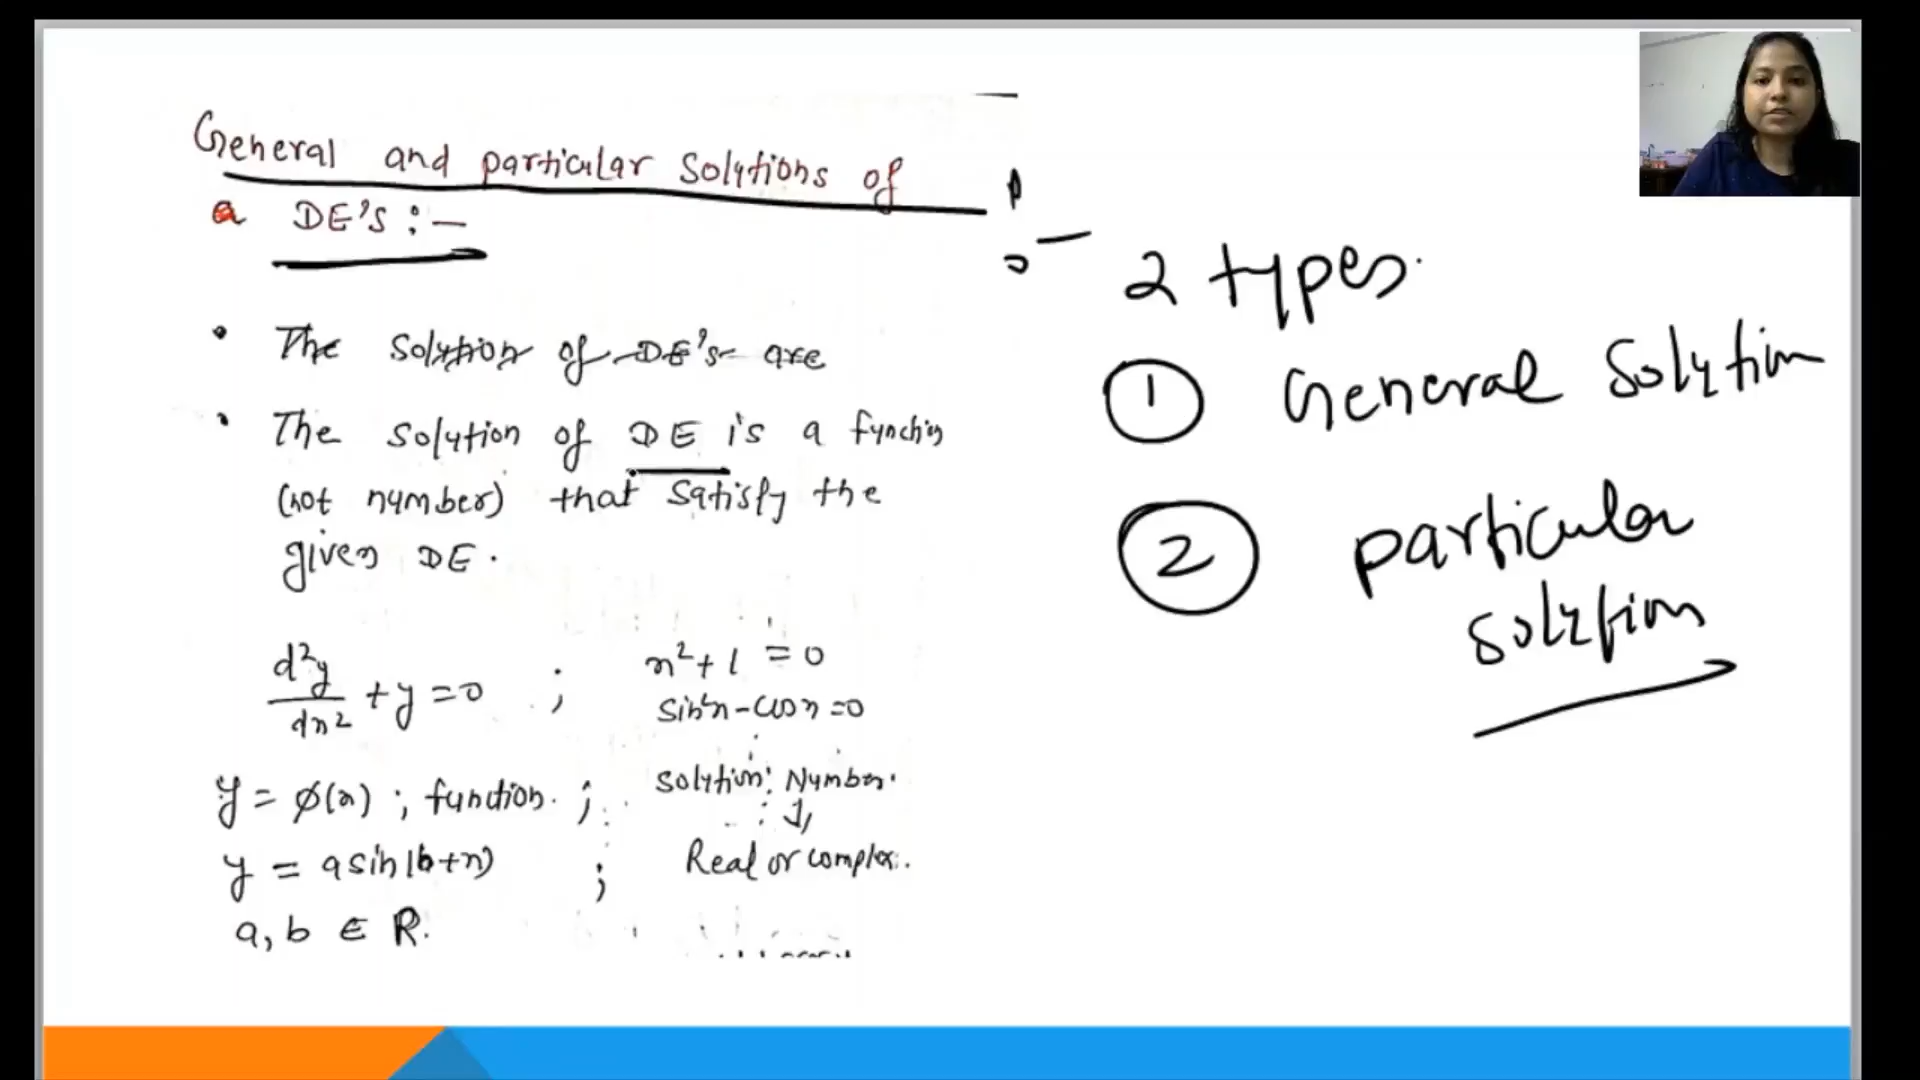 General and particular Solutions of
a DE's :-
• The Solution of DE's are
• The Solution of DE is a function
(not number) that satisfy the
given DE.
d²y/dx² + y = 0 ; x² + 1 = 0
sin²x - cos x = 0
y = ϕ(x) ; function. ; Solution: Number.
↓
y = a sin(b+x) ; Real or complex.
a, b ∈ R.
2 types.
① General Solution
② particular
solution